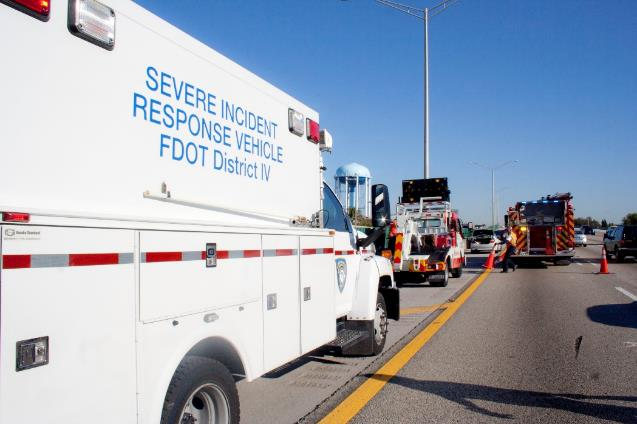 SEVERE INCIDENT
RESPONSE VEHICLE
FDOT District IV